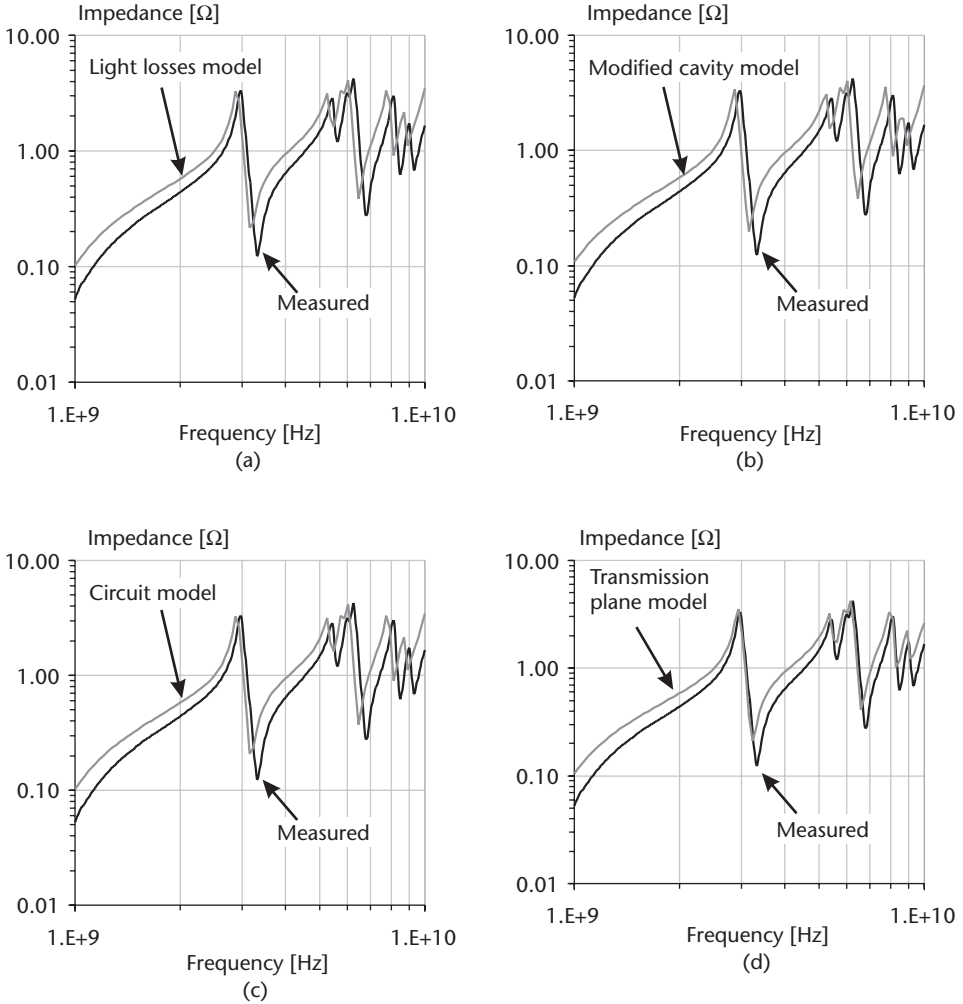 Impedance [Ω]
10.00
Light losses model
1.00
0.10
Measured
0.01
1.E+9
1.E+10
Frequency [Hz]
(a)
Impedance [Ω]
10.00
Modified cavity model
1.00
0.10
Measured
0.01
1.E+9
1.E+10
Frequency [Hz]
(b)
Impedance [Ω]
10.00
Circuit model
1.00
0.10
Measured
0.01
1.E+9
1.E+10
Frequency [Hz]
(c)
Impedance [Ω]
10.00
Transmission
plane model
1.00
0.10
Measured
0.01
1.E+9
1.E+10
Frequency [Hz]
(d)